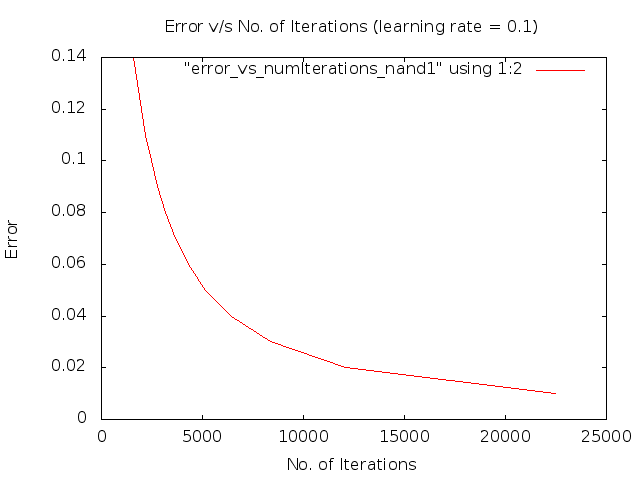 Error v/s No. of Iterations (learning rate = 0.1)
"error_vs_numIterations_nand1" using 1:2
0.14
0.12
0.1
0.08
0.06
0.04
0.02
0
Error
0 5000 10000 15000 20000 25000
No. of Iterations